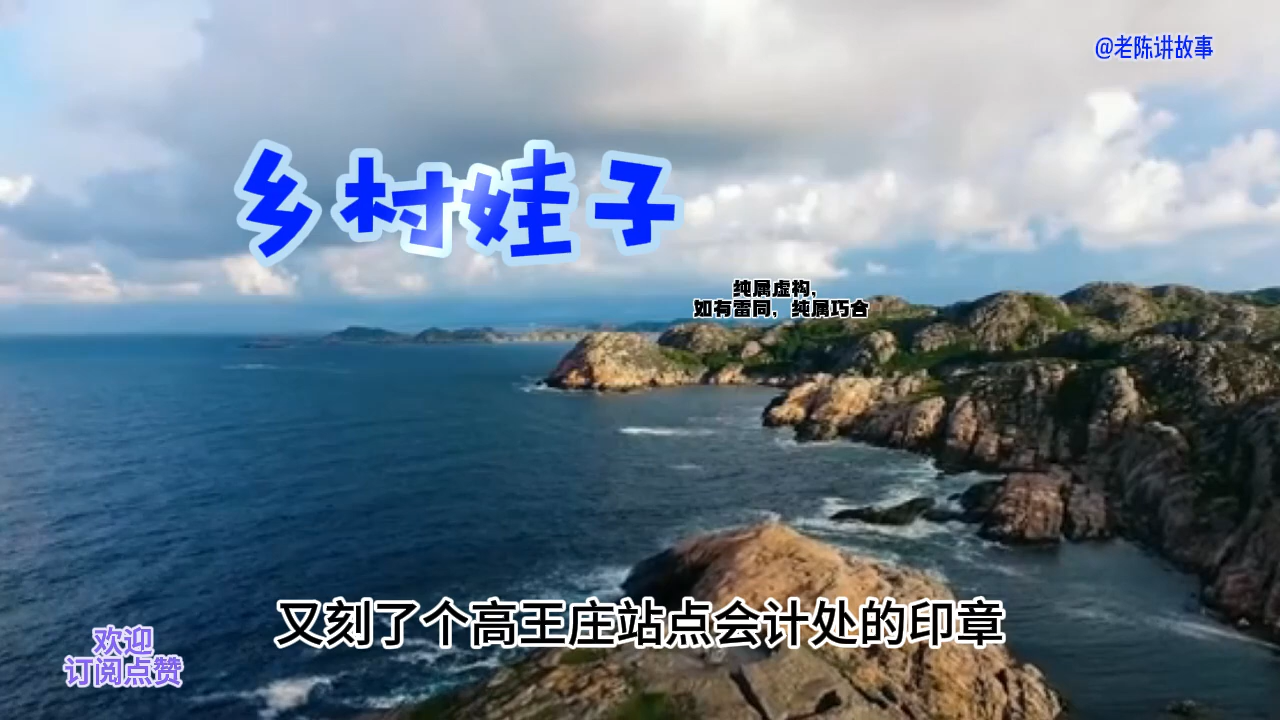 @老陈讲故事
乡村娃子
纯属虚构，
如有雷同，纯属巧合
又刻了个高王庄站点会计处的印章
欢迎
订阅点赞